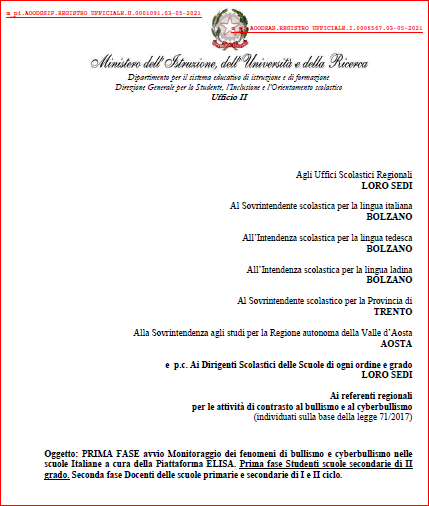 m_pi.AOODGSIP.REGISTRO UFFICIALE.U.0001091.03-05-2021
m_pi.AOODRAB.REGISTRO UFFICIALE.I.0006567.03-05-2021
Ministero dell'Istruzione, dell'Università e della Ricerca
Dipartimento per il sistema educativo di istruzione e di formazione
Direzione Generale per lo Studente, l'Inclusione e l'Orientamento scolastico
Ufficio II
Agli Uffici Scolastici Regionali
LORO SEDI
Al Sovrintendente scolastica per la lingua italiana
BOLZANO
All'Intendenza scolastica per la lingua tedesca
BOLZANO
All'Intendenza scolastica per la lingua ladina
BOLZANO
Al Sovrintendente scolastico per la Provincia di
TRENTO
Alla Sovrintendenza agli studi per la Regione autonoma della Valle d'Aosta
AOSTA
e p.c. Ai Dirigenti Scolastici delle Scuole di ogni ordine e grado
LORO SEDI
Ai referenti regionali
per le attività di contrasto al bullismo e al cyberbullismo
(individuati sulla base della legge 71/2017)
Oggetto: PRIMA FASE avvio Monitoraggio dei fenomeni di bullismo e cyberbullismo nelle
scuole Italiane a cura della Piattaforma ELISA. Prima fase Studenti scuole secondarie di II
grado. Seconda fase Docenti delle scuole primarie e secondarie di I e II ciclo.